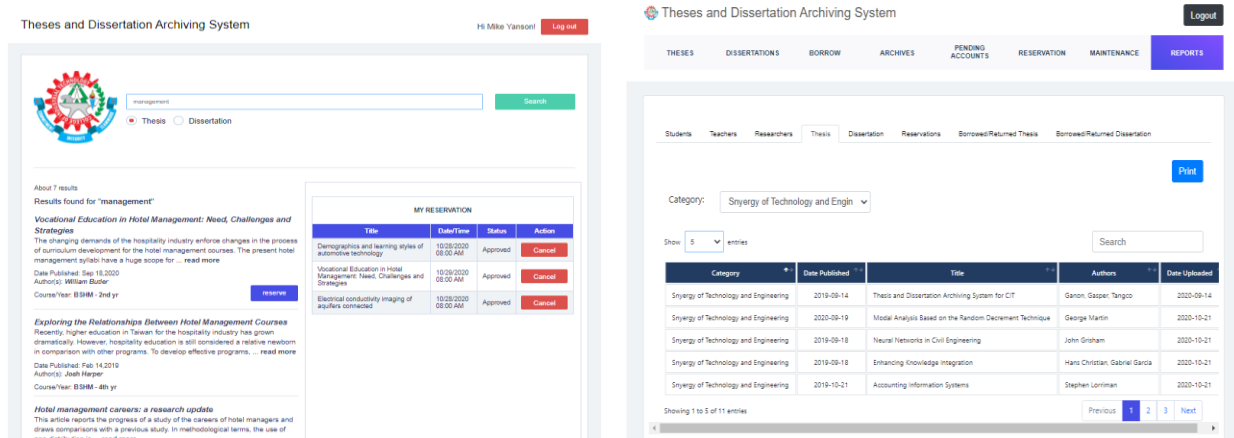 Theses and Dissertation Archiving System
Hi Mike Yanson!
Log out
management
Search
Thesis
Dissertation
About 7 results
Results found for "management"
Vocational Education in Hotel Management: Need, Challenges and
Strategies
The changing demands of the hospitality industry enforce changes in the process
of curriculum development for the hotel management courses. The present hotel
management syllabi have a huge scope for ... read more
Date Published: Sep 18,2020
Author(s): William Butler
Course/Year: BSHM - 2nd yr
reserve
Exploring the Relationships Between Hotel Management Courses
Recently, higher education in Taiwan for the hospitality industry has grown
dramatically. However, hospitality education is still considered a relative newborn
in comparison with other programs. To develop effective programs, ... read more
Date Published: Feb 14,2019
Author(s): Josh Harper
Course/Year: BSHM - 4th yr
Hotel management careers: a research update
This article reports the progress of a study of the careers of hotel managers and
draws comparisons with a previous study. In methodological terms, the use of
MY RESERVATION
Title Date/Time Status Action
Demographics and learning styles of
automotive technology
10/28/2020
08:00 AM
Approved
Cancel
Vocational Education in Hotel
Management: Need, Challenges and
Strategies
10/29/2020
08:00 AM
Approved
Cancel
Electrical conductivity imaging of
aquifers connected
10/28/2020
08:00 AM
Approved
Cancel
Theses and Dissertation Archiving System
Logout
THESES
DISSERTATIONS
BORROW
ARCHIVES
PENDING
ACCOUNTS
RESERVATION
MAINTENANCE
REPORTS
Students
Teachers
Researchers
Thesis
Dissertation
Reservations
Borrowed/Returned Thesis
Borrowed/Returned Dissertation
Print
Category:
Snyergy of Technology and Engin
Show 5 entries
Search
Category Date Published Title Authors Date Uploaded
Snyergy of Technology and Engineering 2019-09-14 Thesis and Dissertation Archiving System for CIT Ganon, Gasper, Tangco 2020-09-14
Snyergy of Technology and Engineering 2020-09-19 Modal Analysis Based on the Random Decrement Technique George Martin 2020-10-21
Snyergy of Technology and Engineering 2019-09-18 Neural Networks in Civil Engineering John Grisham 2020-10-21
Snyergy of Technology and Engineering 2019-09-18 Enhancing Knowledge Integration Hans Christian, Gabriel Garcia 2020-10-21
Snyergy of Technology and Engineering 2019-10-21 Accounting Information Systems Stephen Lorriman 2020-10-21
Showing 1 to 5 of 11 entries
Previous 1 2 3 Next